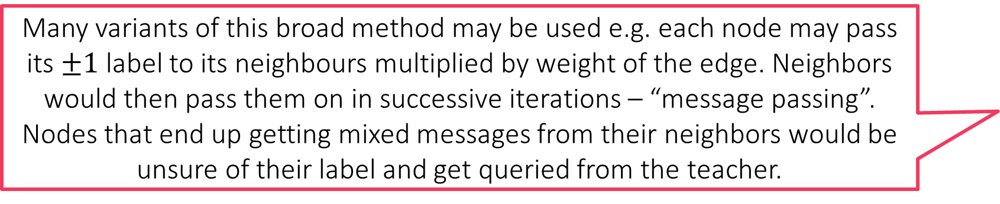 Many variants of this broad method may be used e.g. each node may pass
its ±1 label to its neighbours multiplied by weight of the edge. Neighbors
would then pass them on in successive iterations – “message passing”.
Nodes that end up getting mixed messages from their neighbors would be
unsure of their label and get queried from the teacher.